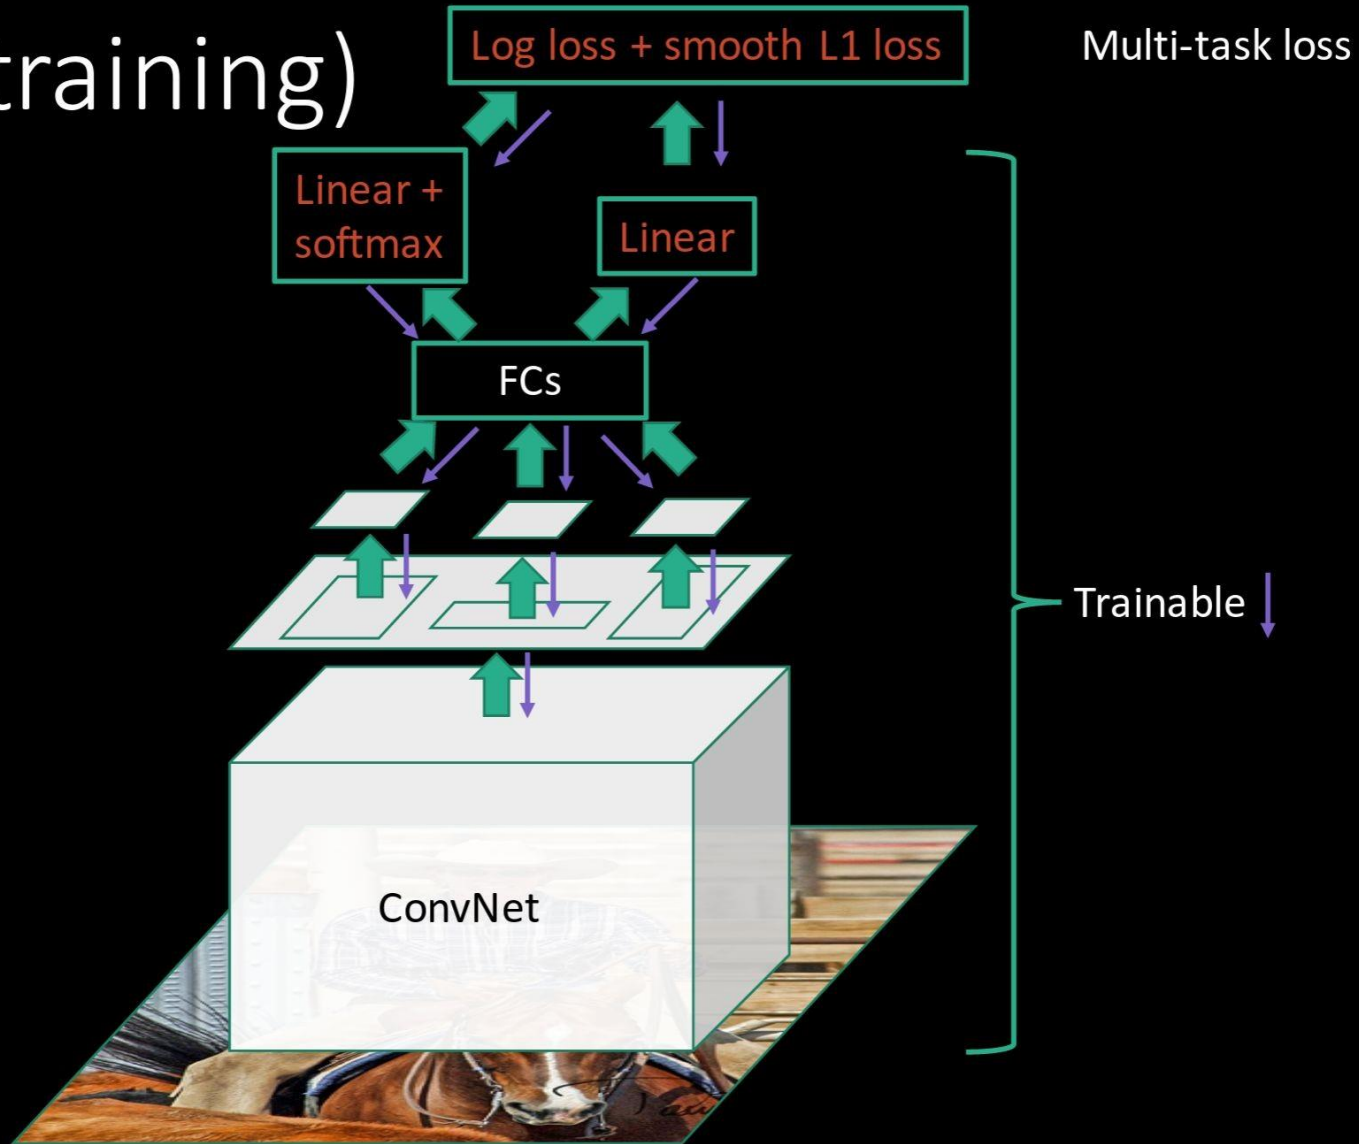 training)
Log loss + smooth L1 loss
Multi-task loss
Linear +
softmax
Linear
FCs
Trainable
ConvNet